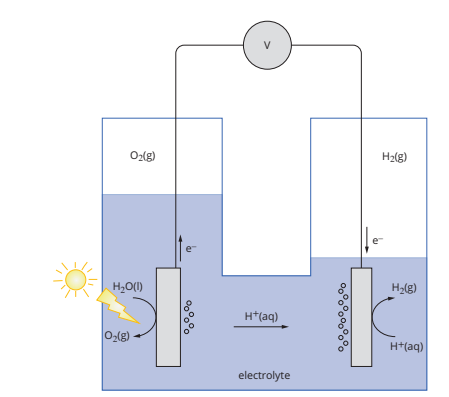 V
O₂(g)
H₂(g)
e⁻
e⁻
H₂O(l)
H₂(g)
H⁺(aq)
O₂(g)
H⁺(aq)
electrolyte